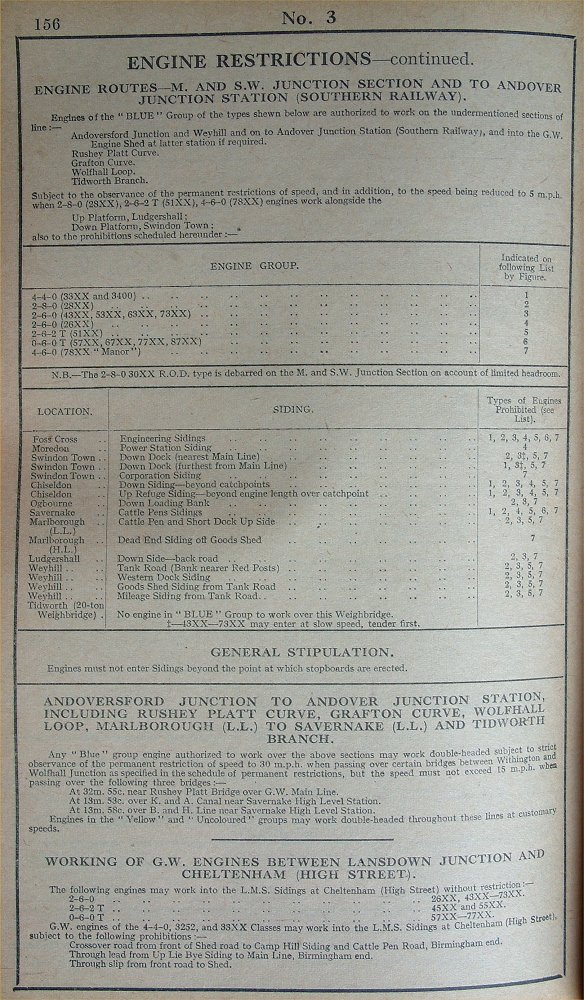 156
No. 3
ENGINE RESTRICTIONS—continued.
ENGINE ROUTES—M. AND S.W. JUNCTION SECTION AND TO ANDOVER
JUNCTION STATION (SOUTHERN RAILWAY).
Engines of the "BLUE" Group of the types shewn below are authorized to work on the undermentioned sections of
line:—
Andoversford Junction and Weyhill and on to Andover Junction Station (Southern Railway), and into the G.W.
Engine Shed at latter station if required.
Rushey Platt Curve.
Grafton Curve.
Wolfhall Loop.
Tidworth Branch.
Subject to the observance of the permanent restrictions of speed, and in addition, to the speed being reduced to 5 m.p.h.
when 2-8-0 (28XX), 2-6-2 T (51XX), 4-6-0 (78XX) engines work alongside the
Up Platform, Ludgershall;
Down Platform, Swindon Town;
also to the prohibitions scheduled hereunder:—
ENGINE GROUP. Indicated on
following List
by Figure.
4-4-0 (33XX and 3400) .. 1
2-8-0 (28XX) .. 2
2-6-0 (43XX, 53XX, 63XX, 73XX) .. 3
2-6-0 (26XX) .. 4
2-6-2 T (51XX) .. 5
0-6-0 T (57XX, 67XX, 77XX, 87XX) .. 6
4-6-0 (78XX "Manor") .. 7
N.B.—The 2-8-0 30XX R.O.D. type is debarred on the M. and S.W. Junction Section on account of limited headroom.
LOCATION. SIDING. Types of Engines
Prohibited (see
List).
Foss Cross .. Engineering Sidings .. 1, 2, 3, 4, 5, 6, 7
Moredon .. Power Station Siding .. 4
Swindon Town .. Down Dock (nearest Main Line) .. 2, 3‡, 5, 7
Swindon Town .. Down Dock (furthest from Main Line) .. 1, 3‡, 5, 7
Swindon Town .. Corporation Siding .. 7
Chiseldon .. Down Siding—beyond catchpoints .. 1, 2, 3, 4, 5, 7
Chiseldon .. Up Refuge Siding—beyond engine length over catchpoint .. 1, 2, 3, 4, 5, 7
Ogbourne .. Down Loading Bank .. 2, 3, 7
Savernake .. Cattle Pens Sidings .. 1, 2, 4, 5, 6, 7
Marlborough .. Cattle Pen and Short Dock Up Side .. 2, 3, 5, 7
(L.L.)
Marlborough .. Dead End Siding off Goods Shed .. 7
(H.L.)
Ludgershall .. Down Side—back road .. 2, 3, 7
Weyhill .. Tank Road (Bank nearer Red Posts) .. 2, 3, 5, 7
Weyhill .. Western Dock Siding .. 2, 3, 5, 7
Weyhill .. Goods Shed Siding from Tank Road .. 2, 3, 5, 7
Weyhill .. Mileage Siding from Tank Road .. 2, 3, 5, 7
Tidworth (20-ton
Weighbridge) . No engine in "BLUE" Group to work over this Weighbridge.
‡—43XX—73XX may enter at slow speed, tender first.
GENERAL STIPULATION.
Engines must not enter Sidings beyond the point at which stopboards are erected.
ANDOVERSFORD JUNCTION TO ANDOVER JUNCTION STATION,
INCLUDING RUSHEY PLATT CURVE, GRAFTON CURVE, WOLFHALL
LOOP, MARLBOROUGH (L.L.) TO SAVERNAKE (L.L.) AND TIDWORTH
BRANCH.
Any "Blue" group engine authorized to work over the above sections may work double-headed subject to strict
observance of the permanent restriction of speed to 30 m.p.h. when passing over certain bridges between Withington and
Wolfhall Junction as specified in the schedule of permanent restrictions, but the speed must not exceed 15 m.p.h. when
passing over the following three bridges:—
At 32m. 55c. near Rushey Platt Bridge over G.W. Main Line.
At 13m. 53c. over K. and A. Canal near Savernake High Level Station.
At 13m. 58c. over B. and H. Line near Savernake High Level Station.
Engines in the "Yellow" and "Uncoloured" groups may work double-headed throughout these lines at customary
speeds.
WORKING OF G.W. ENGINES BETWEEN LANSDOWN JUNCTION AND
CHELTENHAM (HIGH STREET).
The following engines may work into the L.M.S. Sidings at Cheltenham (High Street) without restriction:—
2-6-0 .. 26XX, 43XX—73XX.
2-6-2 T .. 45XX and 55XX.
0-6-0 T .. 57XX—77XX.
G.W. engines of the 4-4-0, 3252, and 33XX Classes may work into the L.M.S. Sidings at Cheltenham (High Street),
subject to the following prohibitions:—
Crossover road from front of Shed road to Camp Hill Siding and Cattle Pen Road, Birmingham end.
Through lead from Up Lie Bye Siding to Main Line, Birmingham end.
Through slip from front road to Shed.